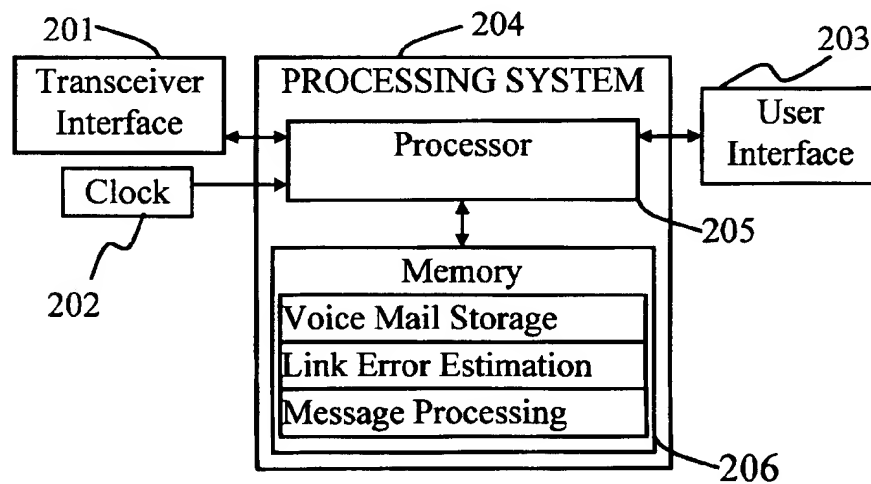 201
204
203
Transceiver
Interface
PROCESSING SYSTEM
User
Interface
Processor
Clock
205
202
Memory
Voice Mail Storage
Link Error Estimation
Message Processing
206